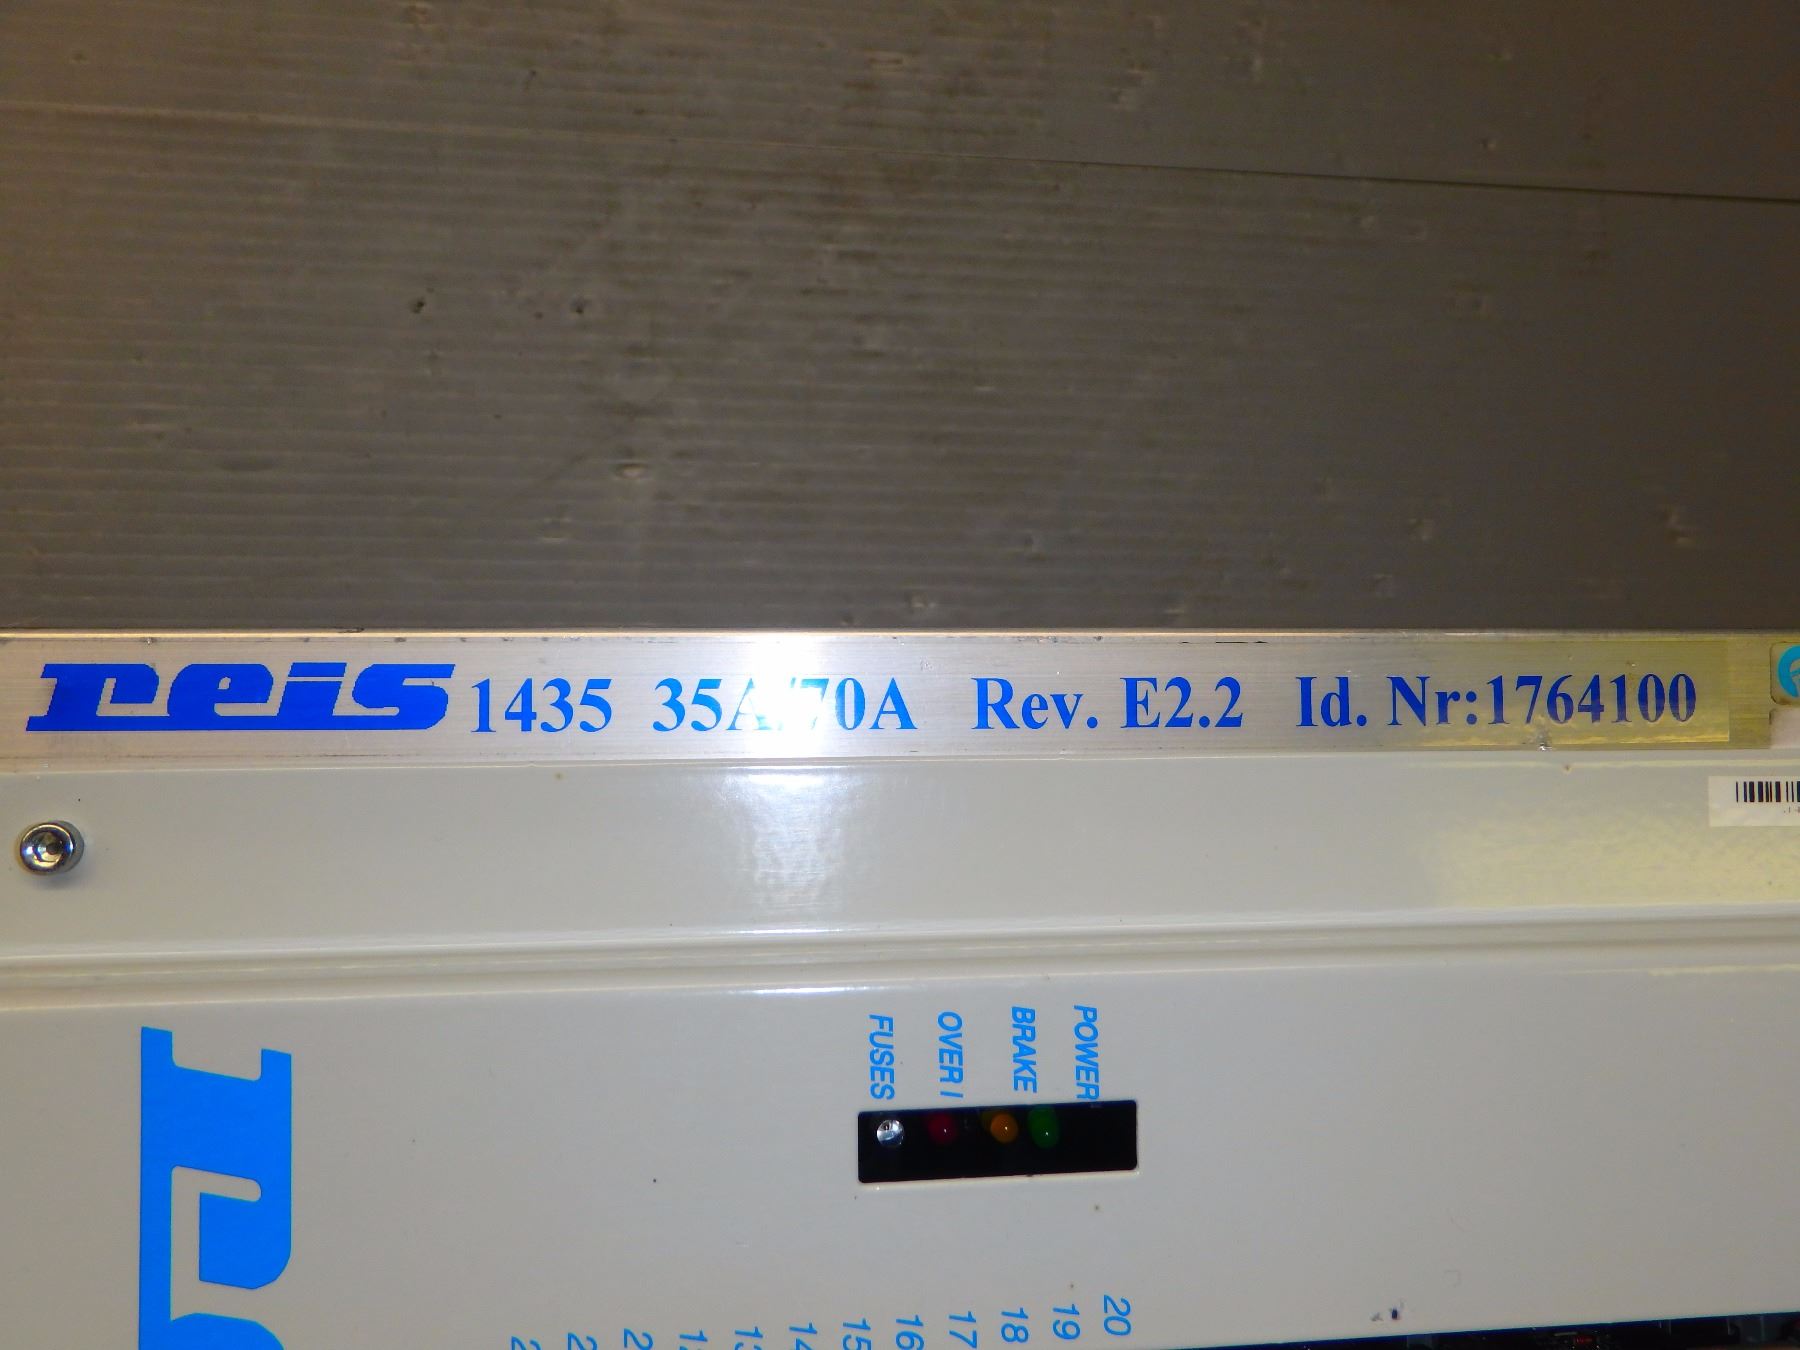 reis 1435 35A/70A Rev. E2.2 Id. Nr:1764100
POWER
BRAKE
OVER I
FUSES
20
19
18
17
16
15
14